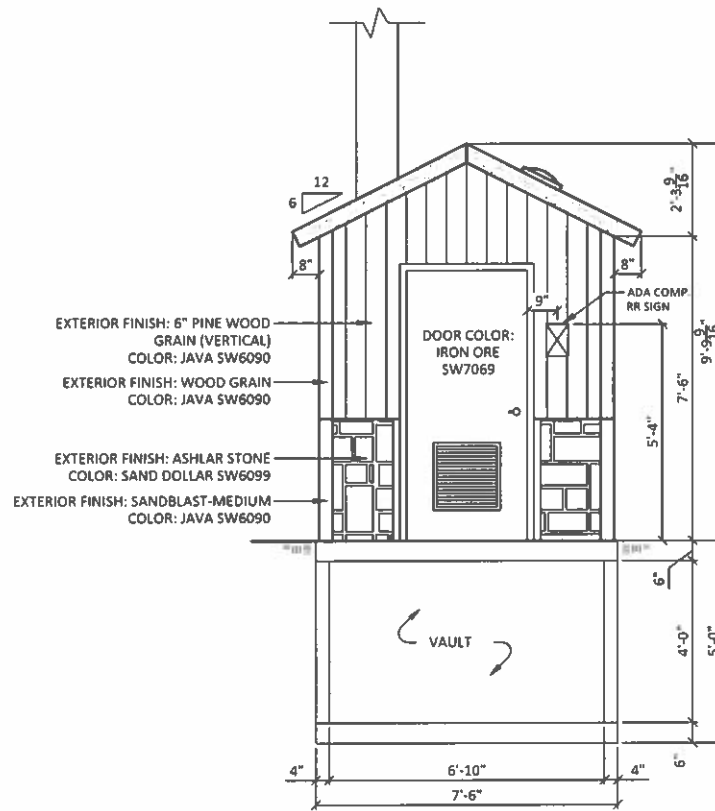 12
6
2'-3 9/16"
8"
8"
9"
ADA COMP.
RR SIGN
EXTERIOR FINISH: 6" PINE WOOD
GRAIN (VERTICAL)
COLOR: JAVA SW6090
DOOR COLOR:
IRON ORE
SW7069
9'-9 9/16"
7'-6"
EXTERIOR FINISH: WOOD GRAIN
COLOR: JAVA SW6090
5'-4"
EXTERIOR FINISH: ASHLAR STONE
COLOR: SAND DOLLAR SW6099
EXTERIOR FINISH: SANDBLAST-MEDIUM
COLOR: JAVA SW6090
6"
VAULT
4'-0"
5'-0"
6"
4"
6'-10"
4"
7'-6"